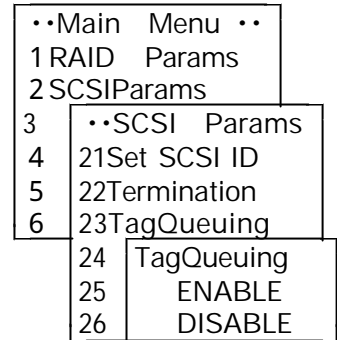 ··Main Menu ··
1 RAID Params
2 SCSIParams
3
··SCSI Params
4
21Set SCSI ID
5
22Termination
6
23TagQueuing
24
TagQueuing
25
ENABLE
26
DISABLE